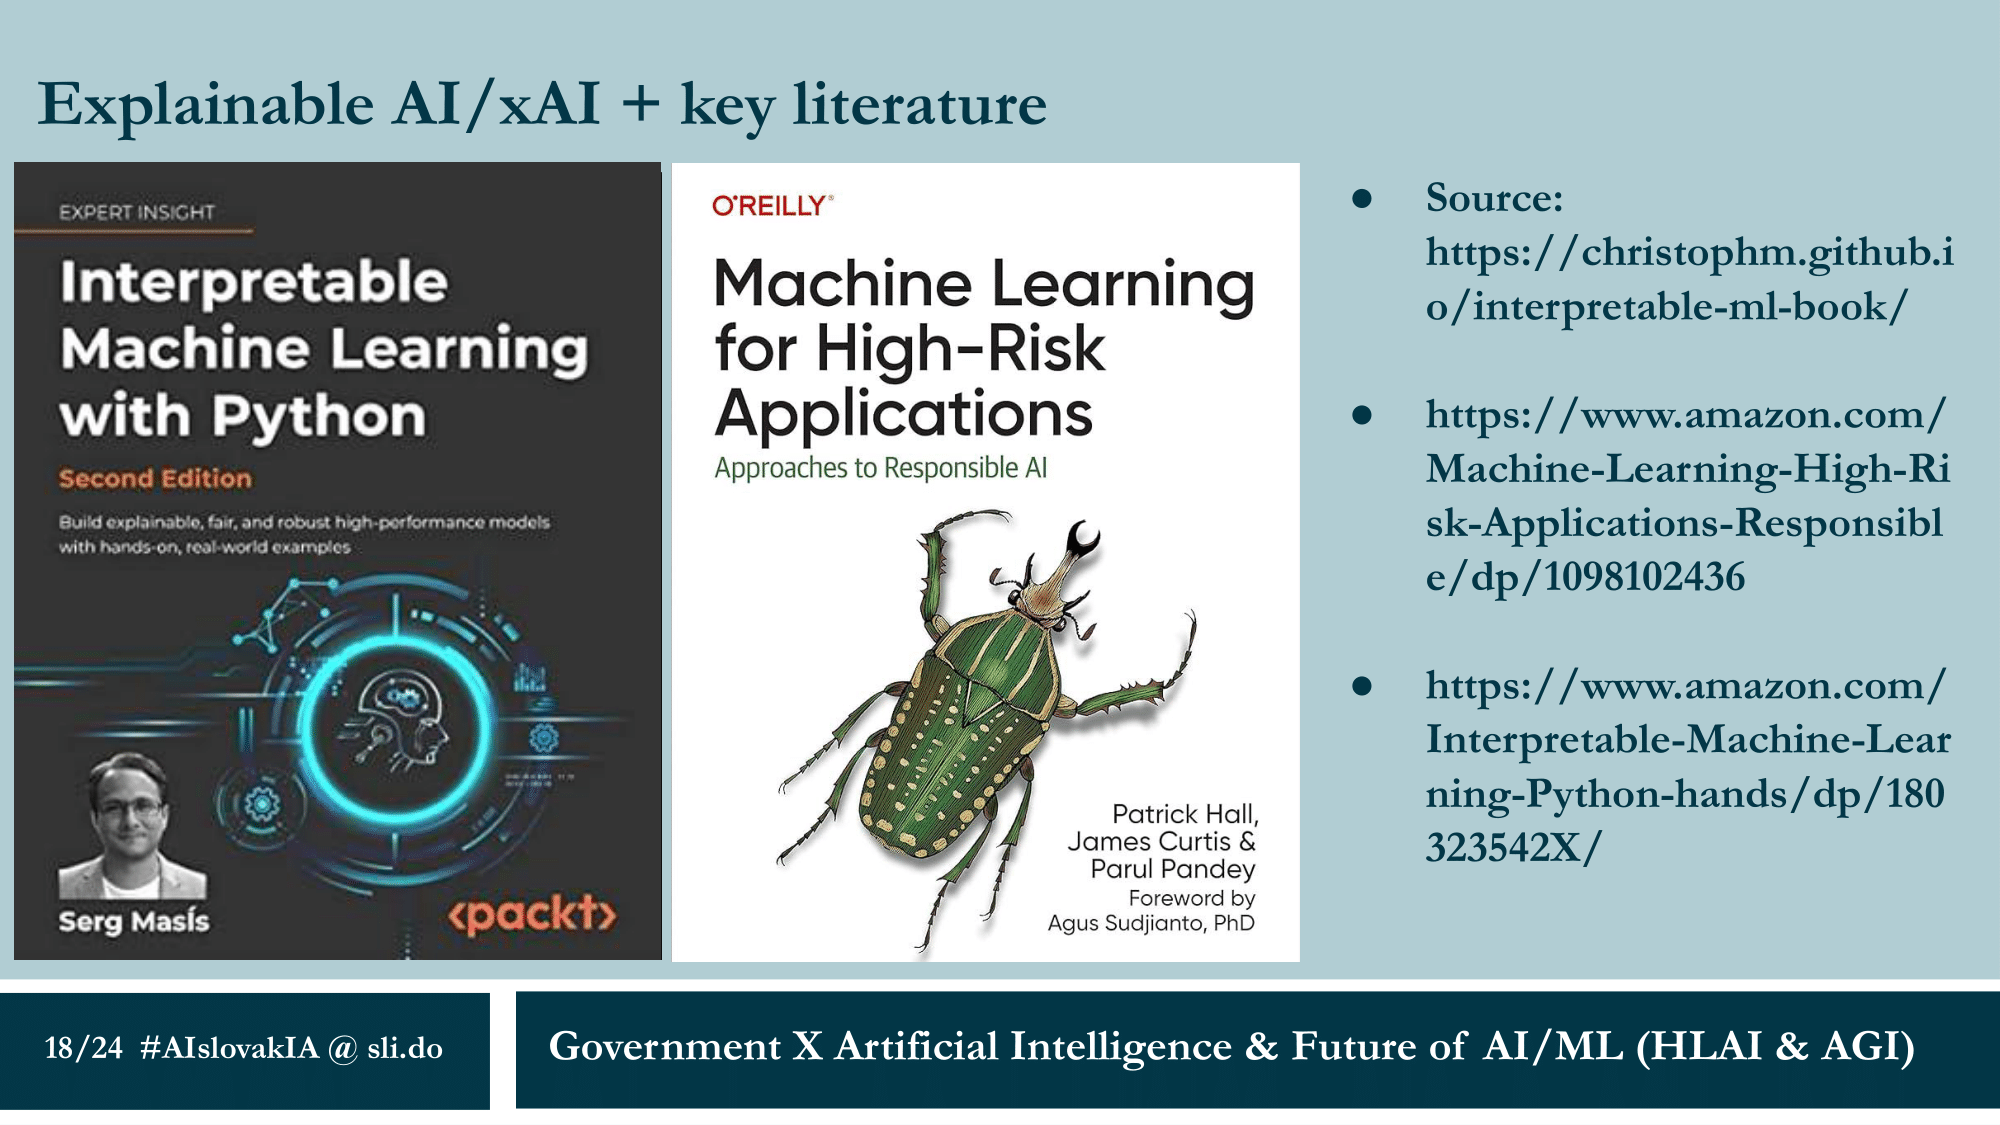 Explainable AI/xAI + key literature
EXPERT INSIGHT
Interpretable
Machine Learning
with Python
Second Edition
Build explainable, fair, and robust high-performance models
with hands-on, real-world examples
Serg Masís
<packt>
O'REILLY®
Machine Learning
for High-Risk
Applications
Approaches to Responsible AI
Patrick Hall,
James Curtis &
Parul Pandey
Foreword by
Agus Sudjianto, PhD
● Source:
https://christophm.github.i
o/interpretable-ml-book/
● https://www.amazon.com/
Machine-Learning-High-Ri
sk-Applications-Responsibl
e/dp/1098102436
● https://www.amazon.com/
Interpretable-Machine-Lear
ning-Python-hands/dp/180
323542X/
18/24 #AIslovakIA @ sli.do
Government X Artificial Intelligence & Future of AI/ML (HLAI & AGI)